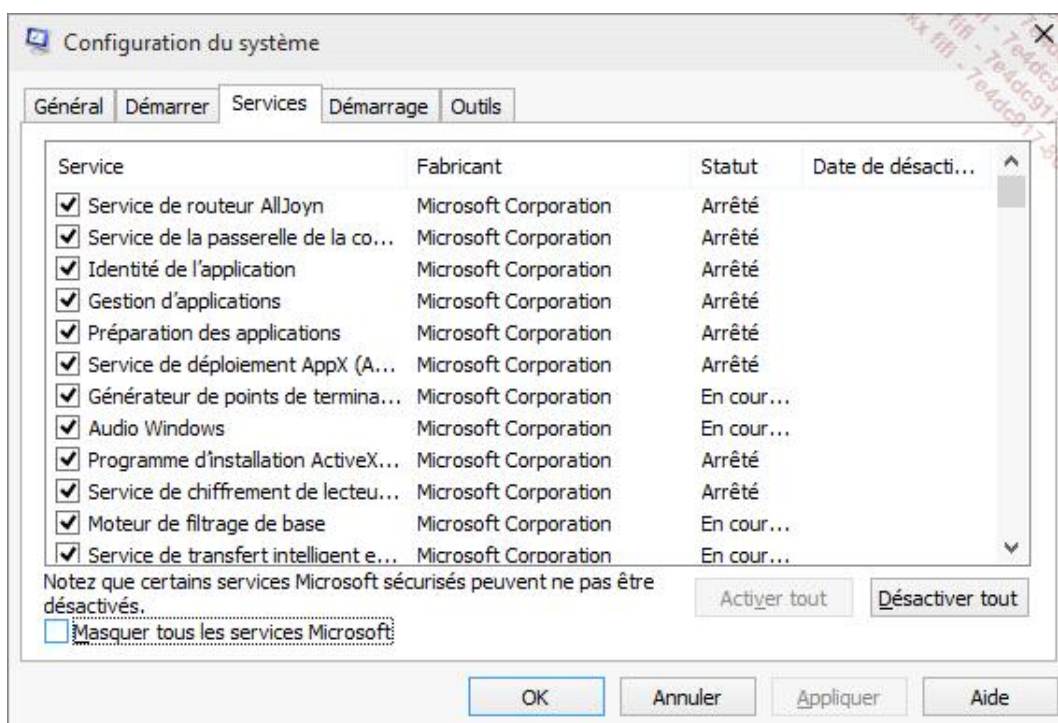 Configuration du système
Général Démarrer Services Démarrage Outils
Service Fabricant Statut Date de désacti...
Service de routeur AllJoyn Microsoft Corporation Arrêté
Service de la passerelle de la co... Microsoft Corporation Arrêté
Identité de l'application Microsoft Corporation Arrêté
Gestion d'applications Microsoft Corporation Arrêté
Préparation des applications Microsoft Corporation Arrêté
Service de déploiement AppX (A... Microsoft Corporation Arrêté
Générateur de points de termina... Microsoft Corporation En cour...
Audio Windows Microsoft Corporation En cour...
Programme d'installation ActiveX... Microsoft Corporation Arrêté
Service de chiffrement de lecteu... Microsoft Corporation Arrêté
Moteur de filtrage de base Microsoft Corporation En cour...
Service de transfert intelligent e... Microsoft Corporation En cour...
Notez que certains services Microsoft sécurisés peuvent ne pas être
désactivés.
Activer tout Désactiver tout
Masquer tous les services Microsoft
OK Annuler Appliquer Aide